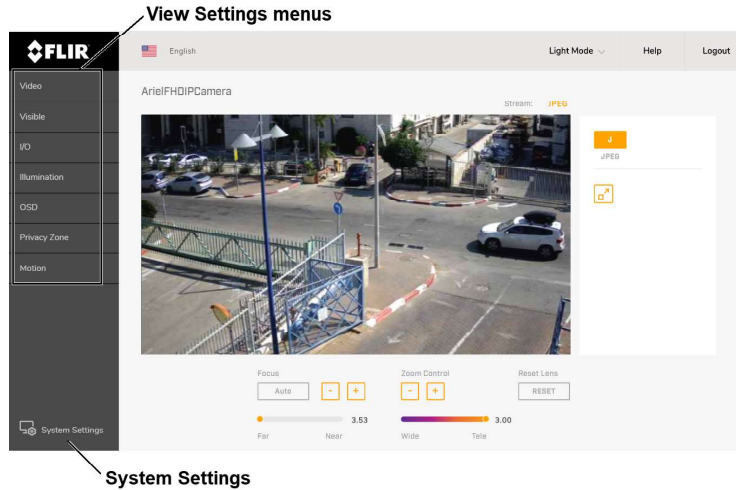 View Settings menus
FLIR
English
Light Mode
Help
Logout
Video
Visible
I/O
Illumination
OSD
Privacy Zone
Motion
System Settings
ArielFHDIPCamera
Stream: JPEG
J
JPEG
Focus
Zoom Control
Reset Lens
Auto
-
+
-
+
RESET
3.53
3.00
Far
Near
Wide
Tele
System Settings